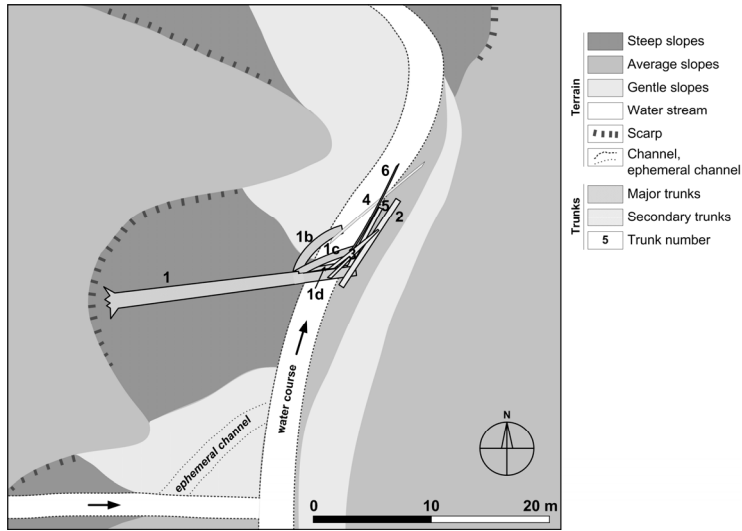 Steep slopes
Average slopes
Gentle slopes
Water stream
Scarp
Channel,
ephemeral channel
Terrain
Major trunks
Secondary trunks
5 Trunk number
Trunks
6
4
5
2
1b
1c
3
1
1d
water course
ephemeral channel
N
0 10 20 m